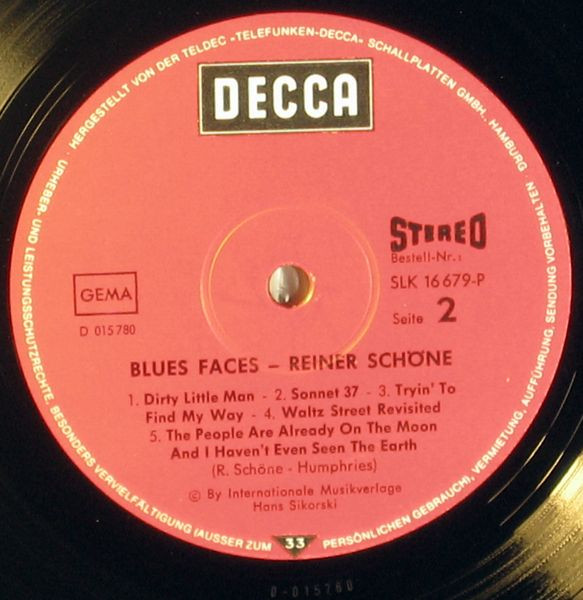 HERGESTELLT VON DER TELDEC »TELEFUNKEN-DECCA« SCHALLPLATTEN GMBH., HAMBURG
URHEBER- UND LEISTUNGSSCHUTZRECHTE, BESONDERS VERVIELFÄLTIGUNG (AUSSER ZUM PERSÖNLICHEN GEBRAUCH), VERMIETUNG, AUFFÜHRUNG, SENDUNG VORBEHALTEN
DECCA
STEREO
Bestell-Nr.:
SLK 16 679-P
Seite 2
GEMA
D 015 780
BLUES FACES – REINER SCHÖNE
1. Dirty Little Man - 2. Sonnet 37 - 3. Tryin' To
Find My Way - 4. Waltz Street Revisited
5. The People Are Already On The Moon
And I Haven't Even Seen The Earth
(R. Schöne - Humphries)
© By Internationale Musikverlage
Hans Sikorski
33
D-015780